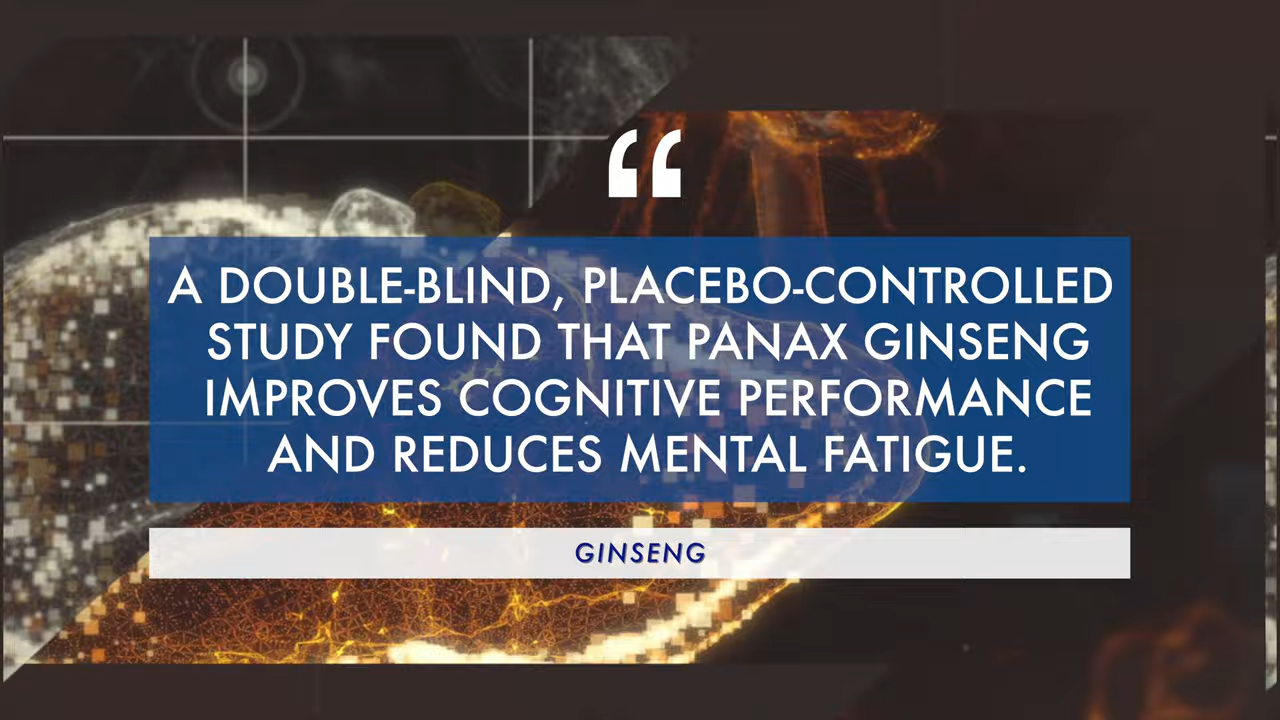 “
A DOUBLE-BLIND, PLACEBO-CONTROLLED
STUDY FOUND THAT PANAX GINSENG
IMPROVES COGNITIVE PERFORMANCE
AND REDUCES MENTAL FATIGUE.
GINSENG